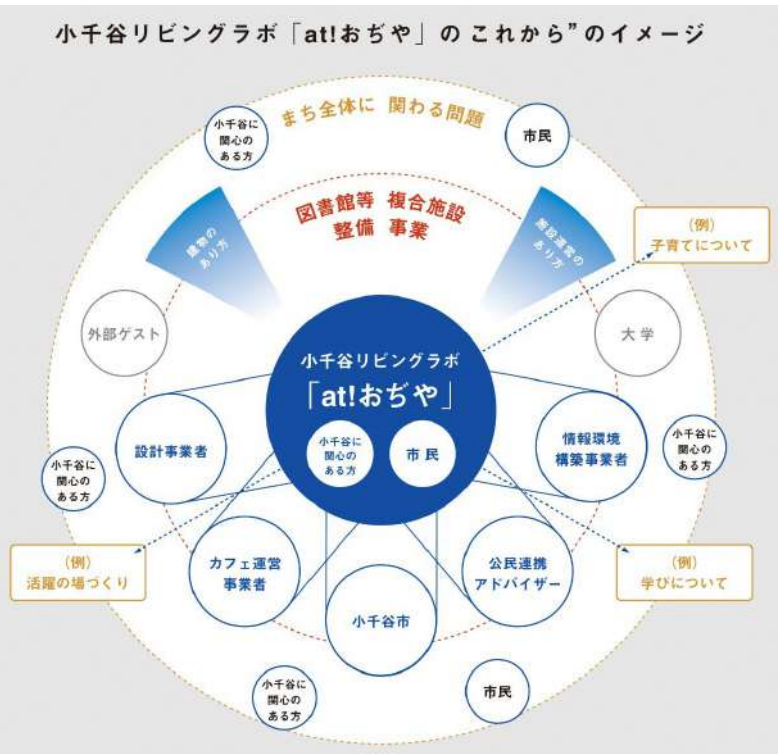 小千谷リビングラボ「at!おぢや」の これから”のイメージ
まち全体に 関わる問題
小千谷に
関心の
ある方
市民
図書館等 複合施設
整備 事業
建物の
あり方
施設運営の
あり方
(例)
子育てについて
外部ゲスト
大学
小千谷リビングラボ
「at!おぢや」
小千谷に
関心の
ある方
市民
設計事業者
情報環境
構築事業者
小千谷に
関心の
ある方
小千谷に
関心の
ある方
(例)
活躍の場づくり
カフェ運営
事業者
小千谷市
公民連携
アドバイザー
(例)
学びについて
小千谷に
関心の
ある方
市民